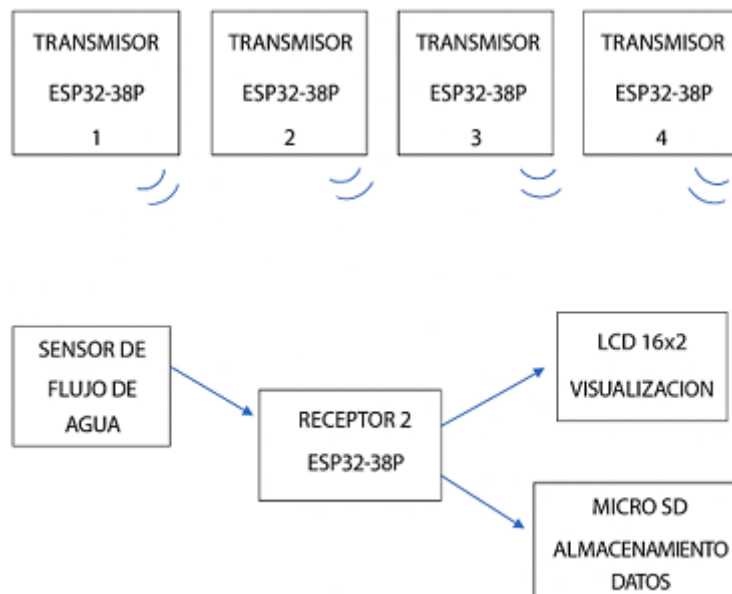 TRANSMISOR
ESP32-38P
1
TRANSMISOR
ESP32-38P
2
TRANSMISOR
ESP32-38P
3
TRANSMISOR
ESP32-38P
4
SENSOR DE
FLUJO DE
AGUA
RECEPTOR 2
ESP32-38P
LCD 16x2
VISUALIZACION
MICRO SD
ALMACENAMIENTO
DATOS